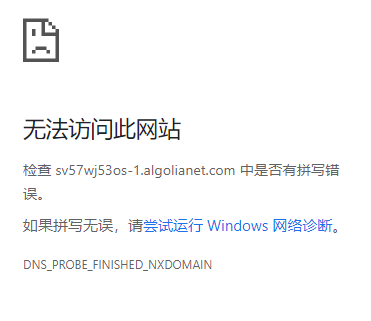 无法访问此网站
检查 sv57wj53os-1.algolianet.com 中是否有拼写错
误。
如果拼写无误，请尝试运行 Windows 网络诊断。
DNS_PROBE_FINISHED_NXDOMAIN